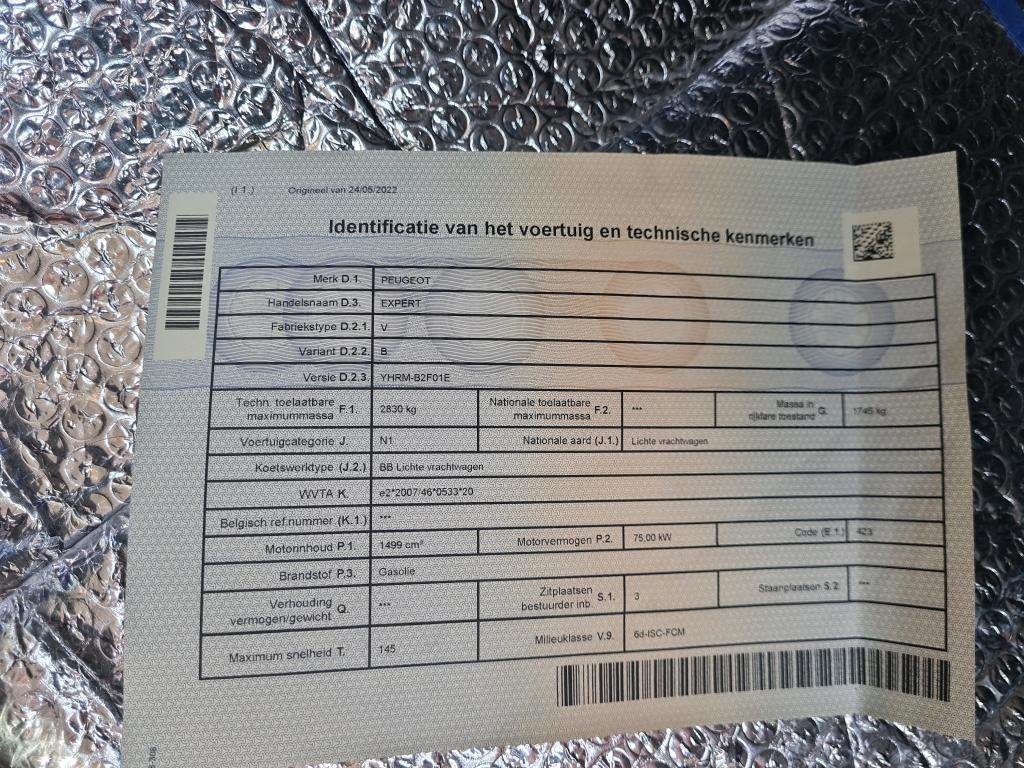 (I 1.) Origineel van 24/05/2022
Identificatie van het voertuig en technische kenmerken
Merk D.1. PEUGEOT
Handelsnaam D.3. EXPERT
Fabriekstype D.2.1. V
Variant D.2.2. B
Versie D.2.3. YHRM-B2F01E
Techn. toelaatbare maximummassa F.1. 2830 kg Nationale toelaatbare maximummassa F.2. *** Massa in rijklare toestand G. 1745 kg
Voertuigcategorie J. N1 Nationale aard (J.1.) Lichte vrachtwagen
Koetswerktype (J.2.) BB Lichte vrachtwagen
WVTA K. e2*2007/46*0533*20
Belgisch ref.nummer (K.1.) ***
Motorinhoud P.1. 1499 cm³ Motorvermogen P.2. 75,00 kW Code (E.1.) 423
Brandstof P.3. Gasolie
Verhouding vermogen/gewicht Q. *** Zitplaatsen bestuurder inb. S.1. 3 Staanplaatsen S.2. ***
Maximum snelheid T. 145 Milieuklasse V.9. 6d-ISC-FCM